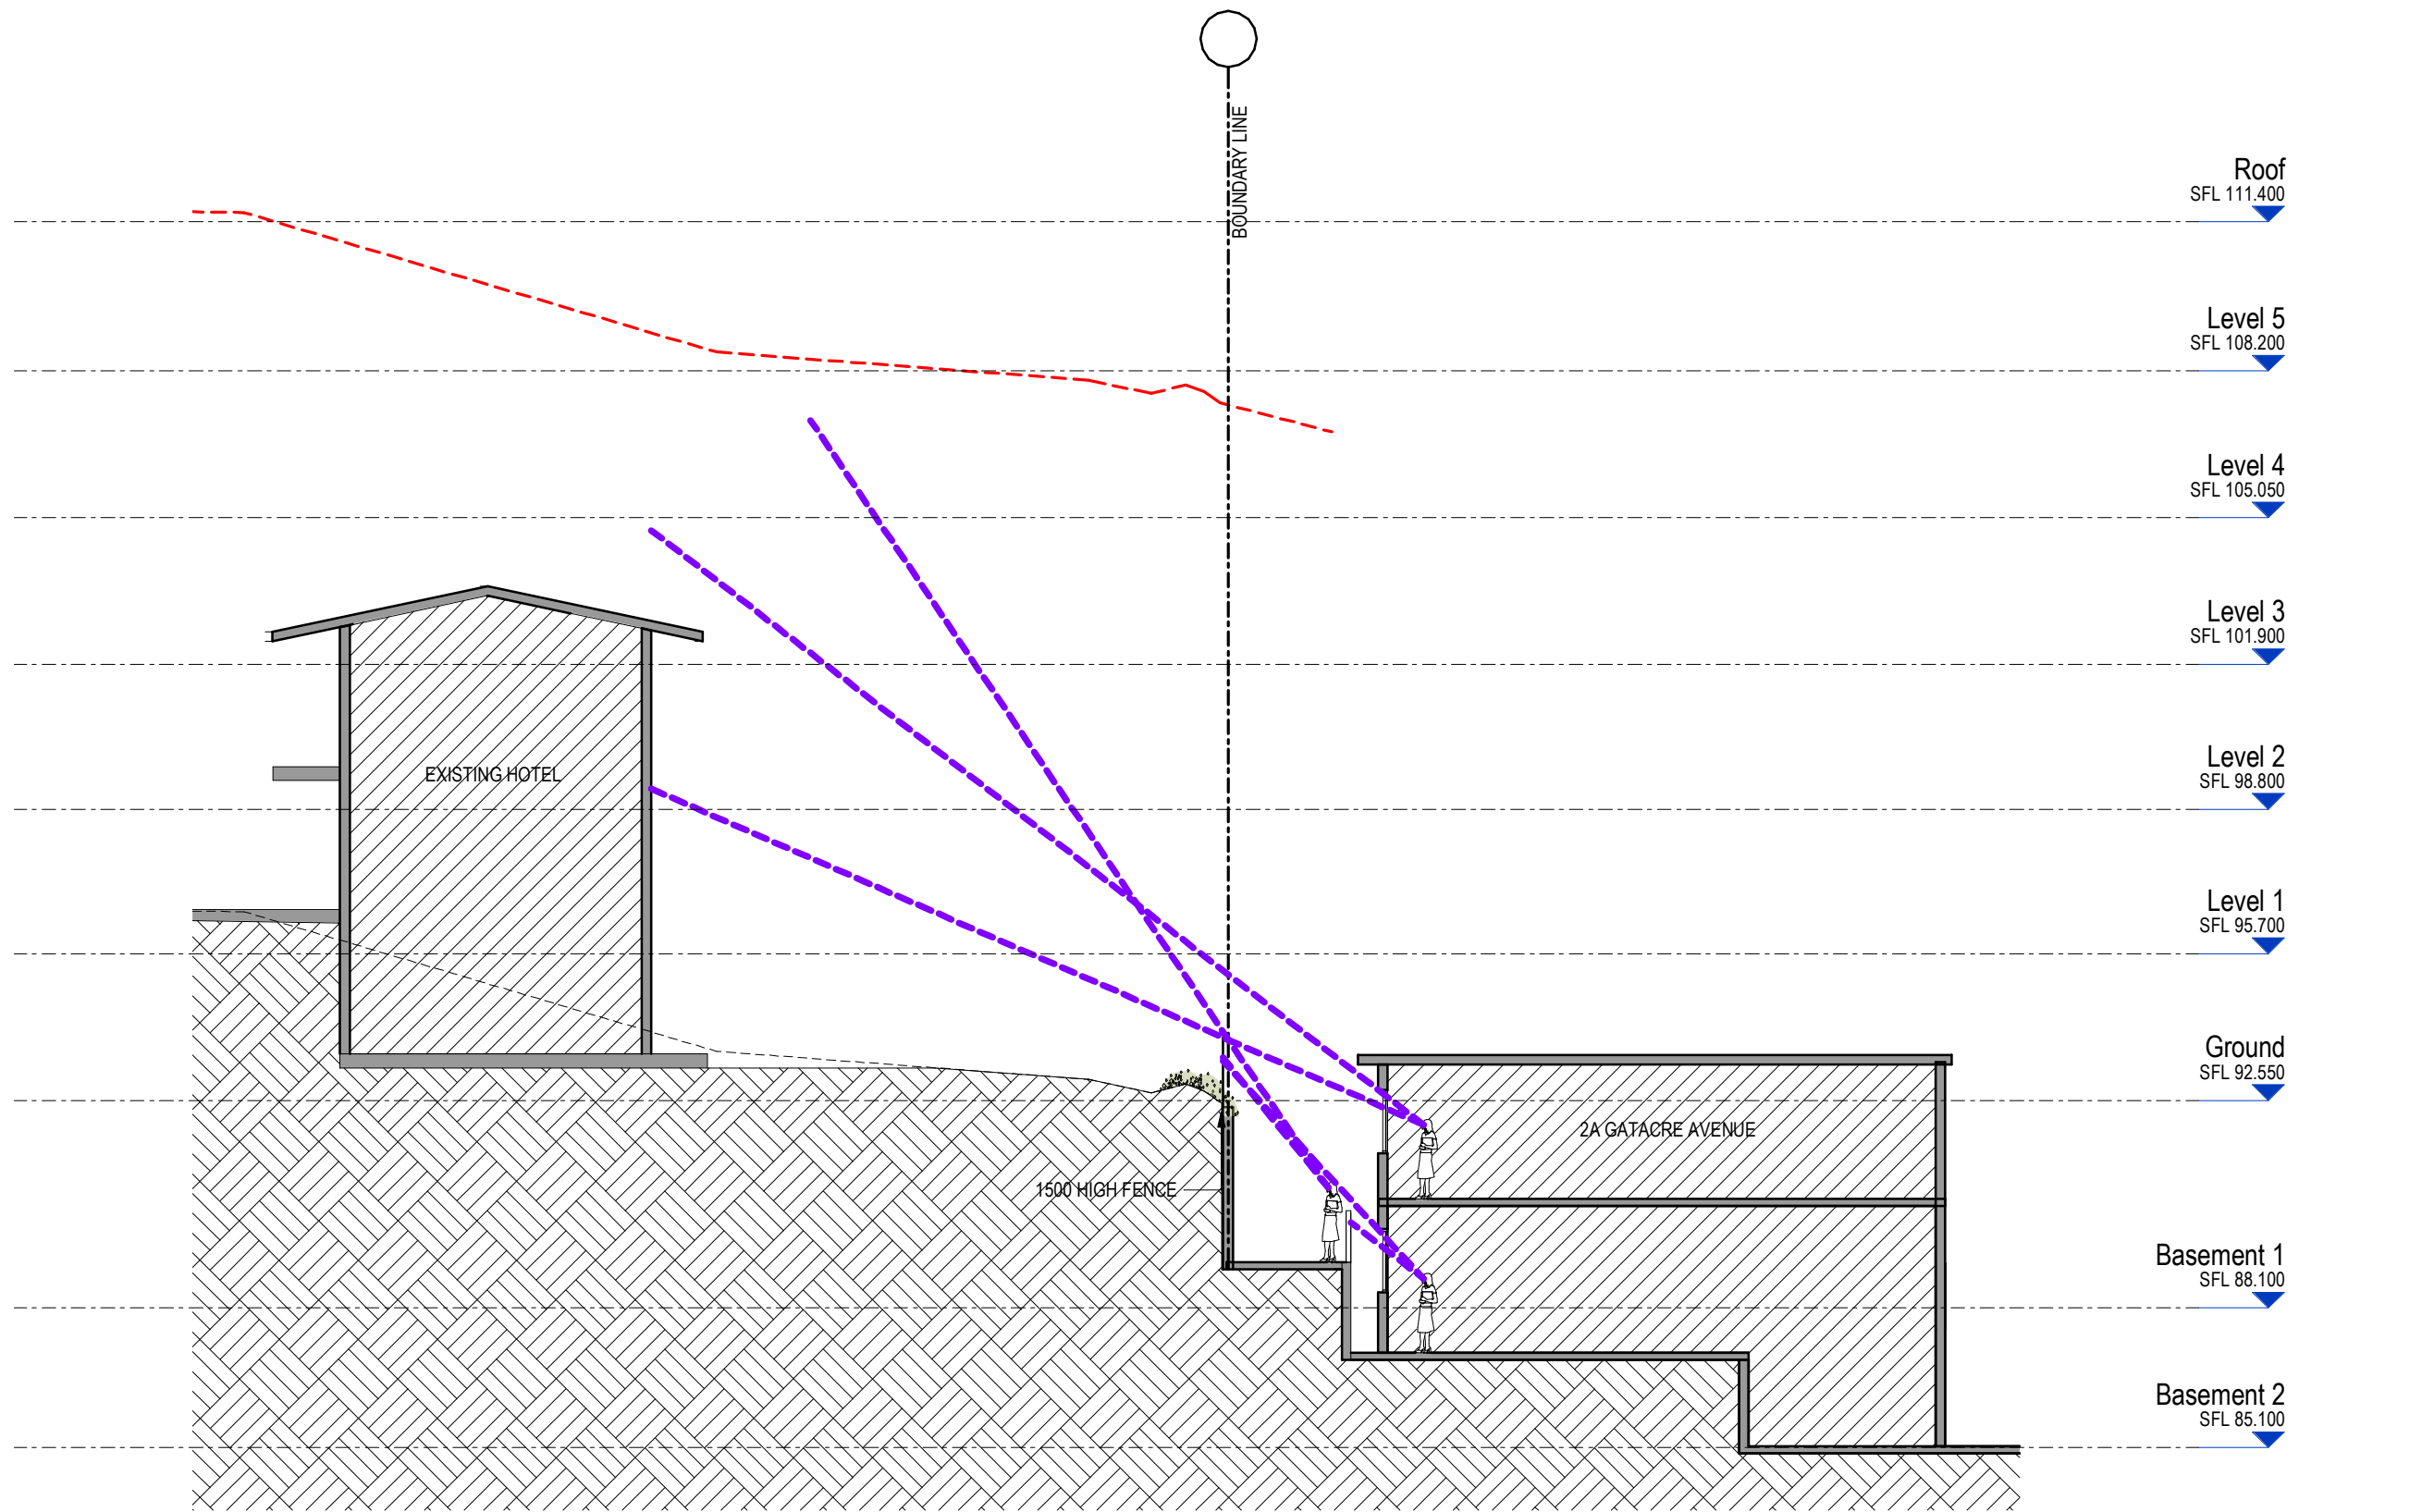 BOUNDARY LINE
Roof
SFL 111.400
Level 5
SFL 108.200
Level 4
SFL 105.050
Level 3
SFL 101.900
Level 2
SFL 98.800
EXISTING HOTEL
Level 1
SFL 95.700
Ground
SFL 92.550
2A GATACRE AVENUE
1500 HIGH FENCE
Basement 1
SFL 88.100
Basement 2
SFL 85.100